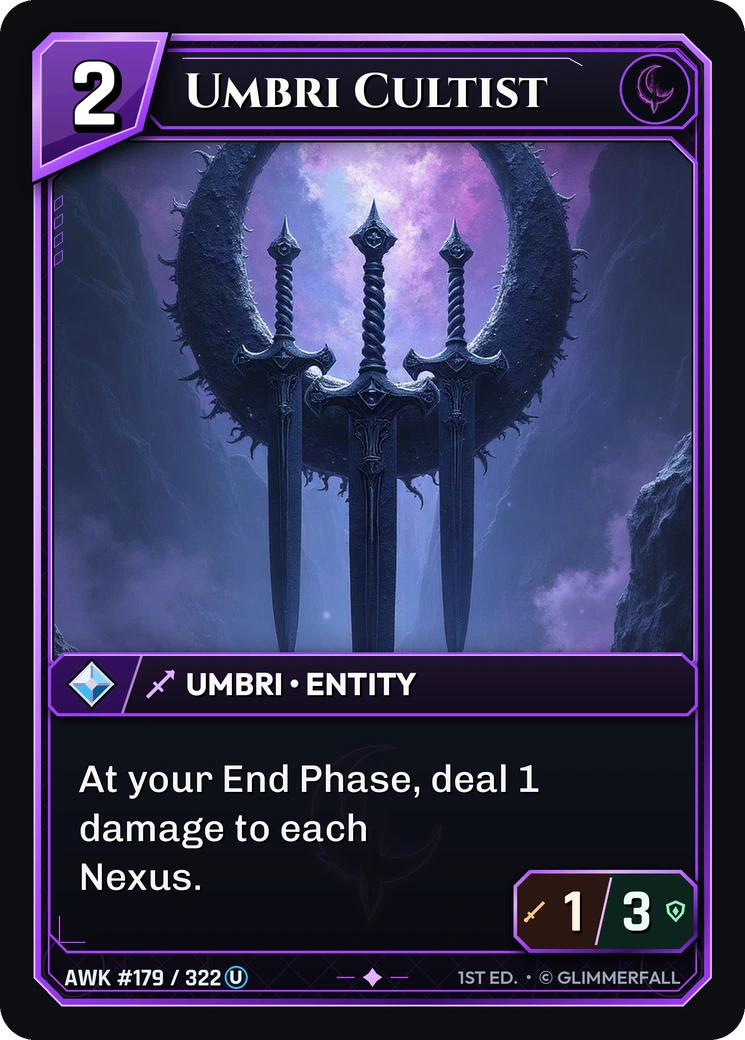 2
UMBRI CULTIST
UMBRI • ENTITY
At your End Phase, deal 1
damage to each
Nexus.
1 / 3
AWK #179 / 322 U
1ST ED. • © GLIMMERFALL